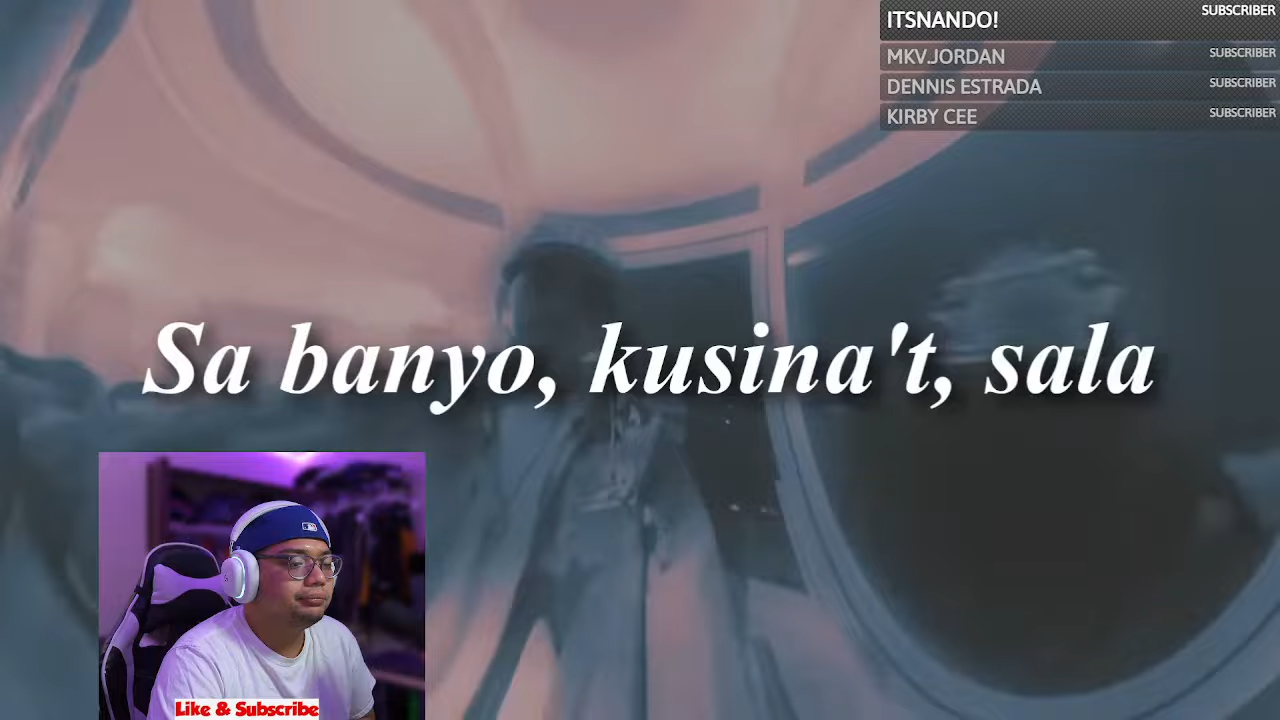 ITSNANDO! SUBSCRIBER
MKV.JORDAN SUBSCRIBER
DENNIS ESTRADA SUBSCRIBER
KIRBY CEE SUBSCRIBER
Sa banyo, kusina't, sala
Like & Subscribe